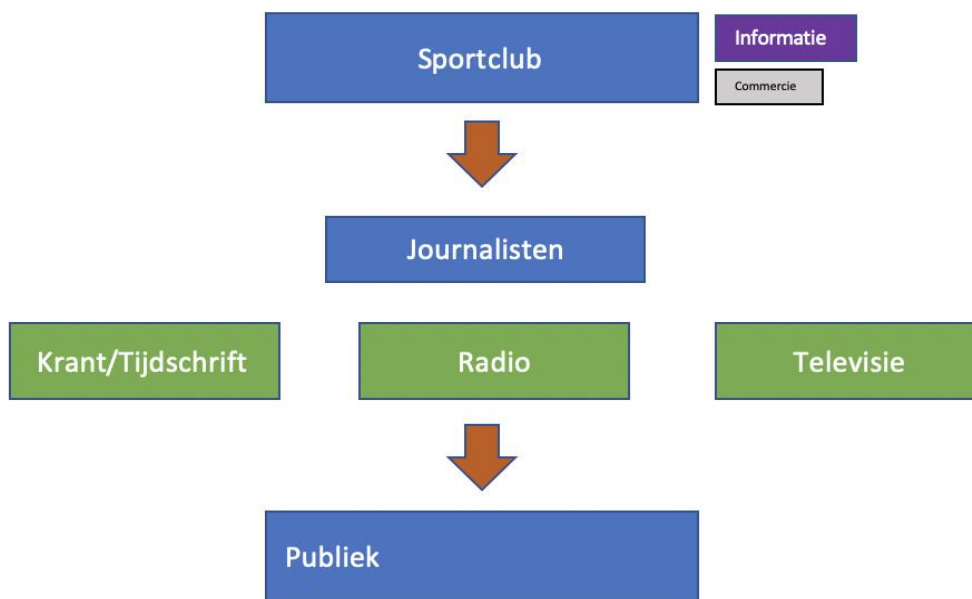 Sportclub
Informatie
Commercie
Journalisten
Krant/Tijdschrift
Radio
Televisie
Publiek